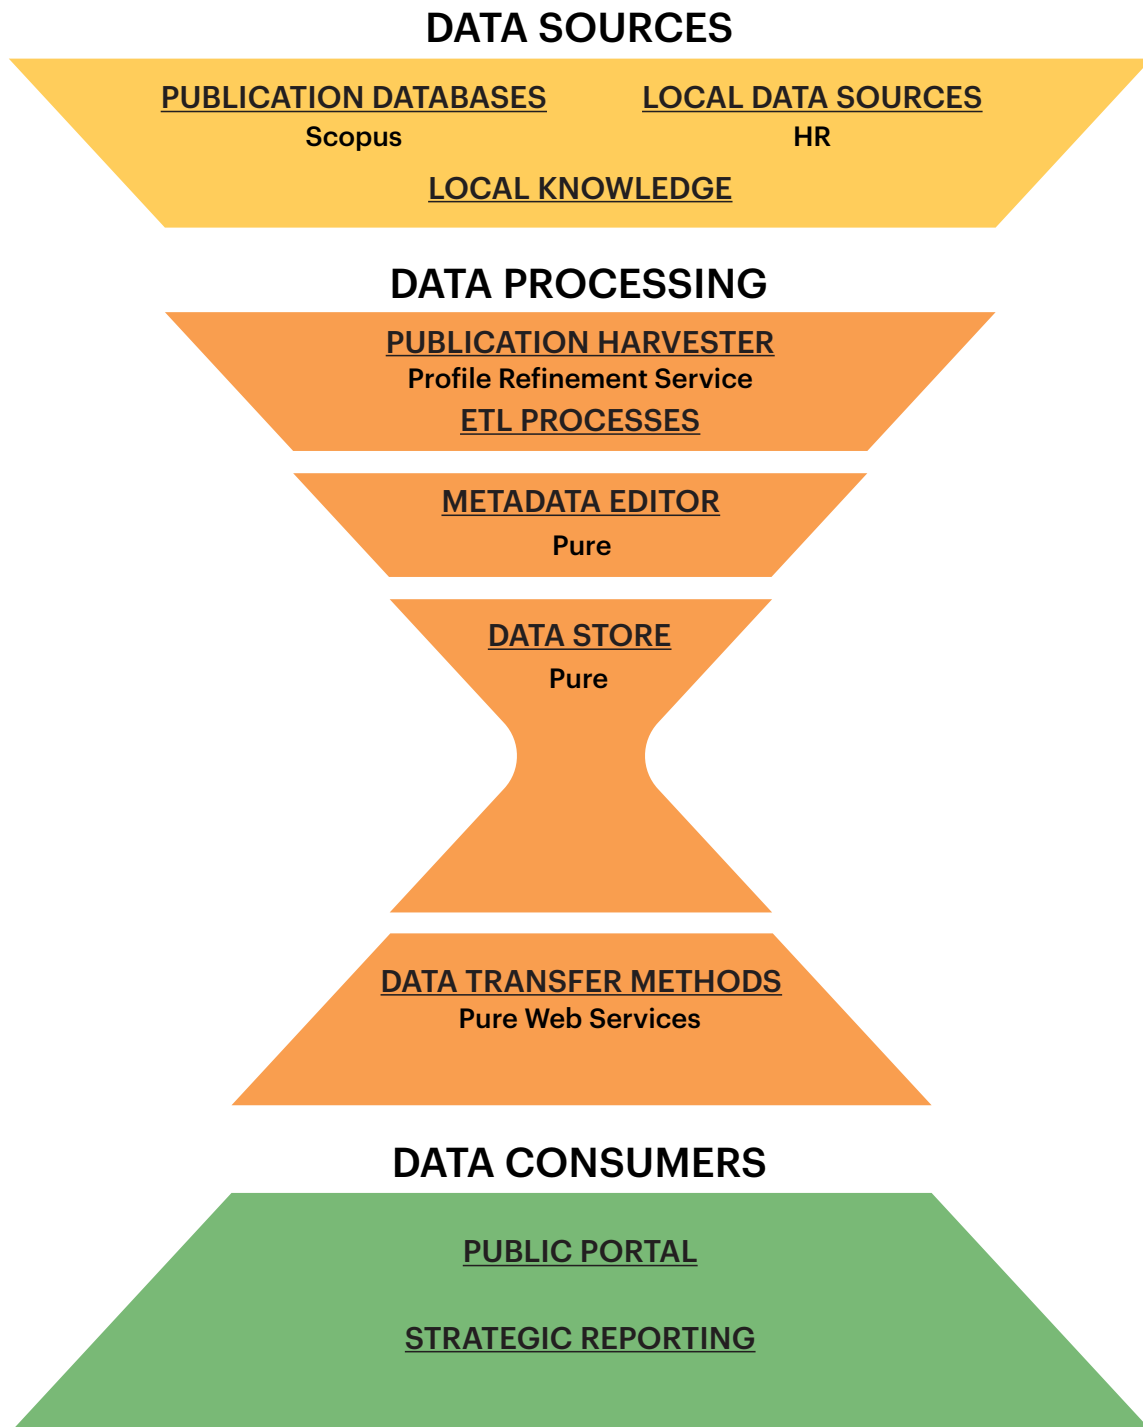 DATA SOURCES
PUBLICATION DATABASES
Scopus
LOCAL DATA SOURCES
HR
LOCAL KNOWLEDGE
DATA PROCESSING
PUBLICATION HARVESTER
Profile Refinement Service
ETL PROCESSES
METADATA EDITOR
Pure
DATA STORE
Pure
DATA TRANSFER METHODS
Pure Web Services
DATA CONSUMERS
PUBLIC PORTAL
STRATEGIC REPORTING